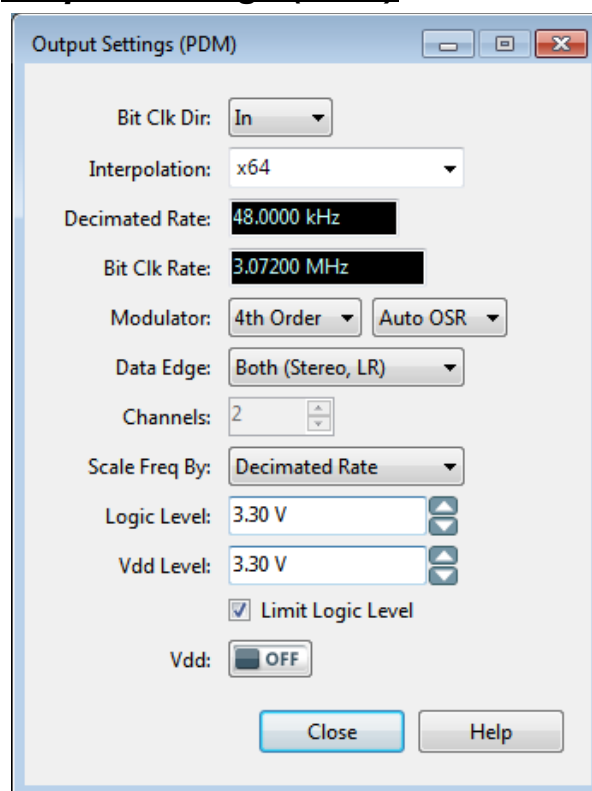 Output Settings (PDM)
Bit Clk Dir: In
Interpolation: x64
Decimated Rate: 48.0000 kHz
Bit Clk Rate: 3.07200 MHz
Modulator: 4th Order Auto OSR
Data Edge: Both (Stereo, LR)
Channels: 2
Scale Freq By: Decimated Rate
Logic Level: 3.30 V
Vdd Level: 3.30 V
Limit Logic Level
Vdd: OFF
Close Help